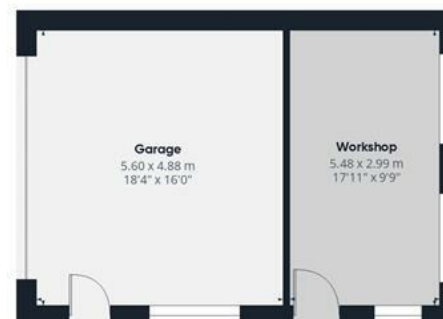 Garage
5.60 x 4.88 m
18'4" x 16'0"
Workshop
5.48 x 2.99 m
17'11" x 9'9"